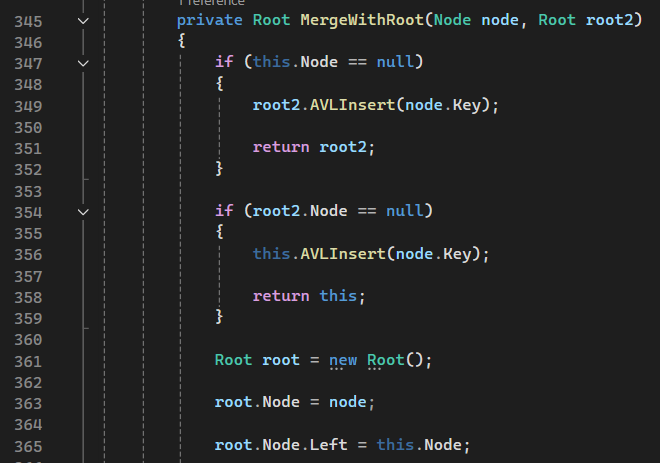 1 reference
345 private Root MergeWithRoot(Node node, Root root2)
346 {
347 if (this.Node == null)
348 {
349 root2.AVLInsert(node.Key);
350
351 return root2;
352 }
353
354 if (root2.Node == null)
355 {
356 this.AVLInsert(node.Key);
357
358 return this;
359 }
360
361 Root root = new Root();
362
363 root.Node = node;
364
365 root.Node.Left = this.Node;